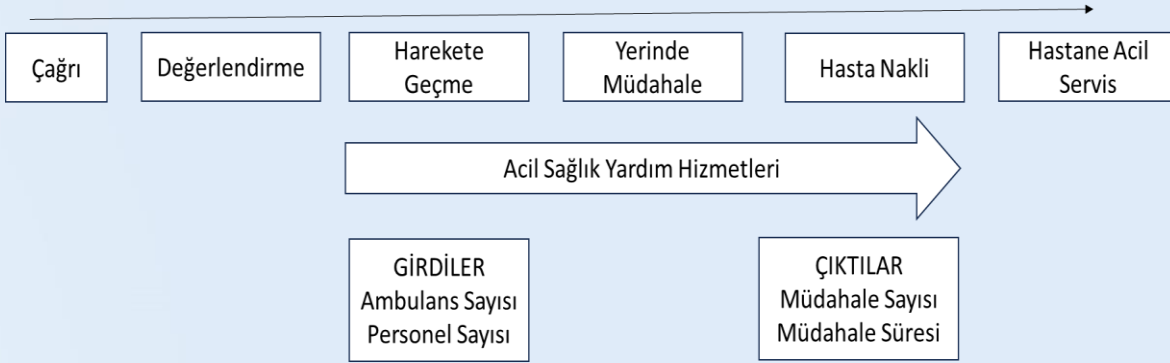 Çağrı
Değerlendirme
Harekete
Geçme
Yerinde
Müdahale
Hasta Nakli
Hastane Acil
Servis
Acil Sağlık Yardım Hizmetleri
GİRDİLER
Ambulans Sayısı
Personel Sayısı
ÇIKTILAR
Müdahale Sayısı
Müdahale Süresi